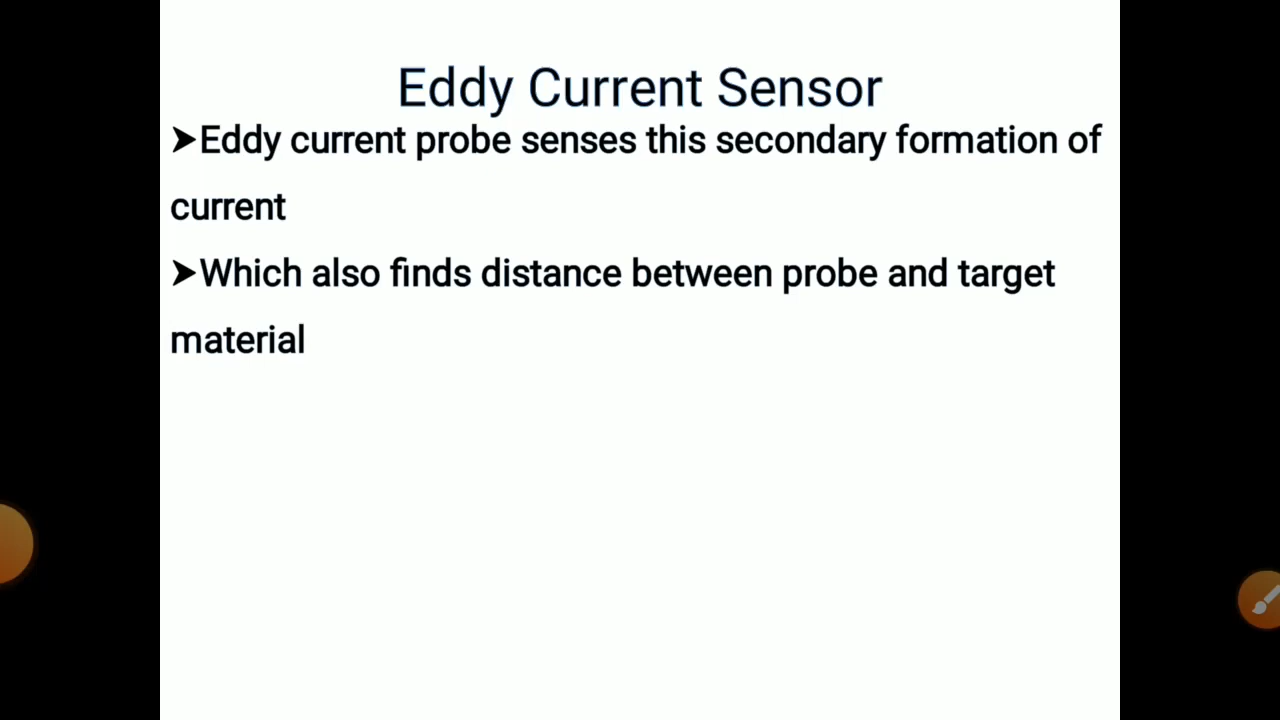 Eddy Current Sensor
➤Eddy current probe senses this secondary formation of
current
➤Which also finds distance between probe and target
material